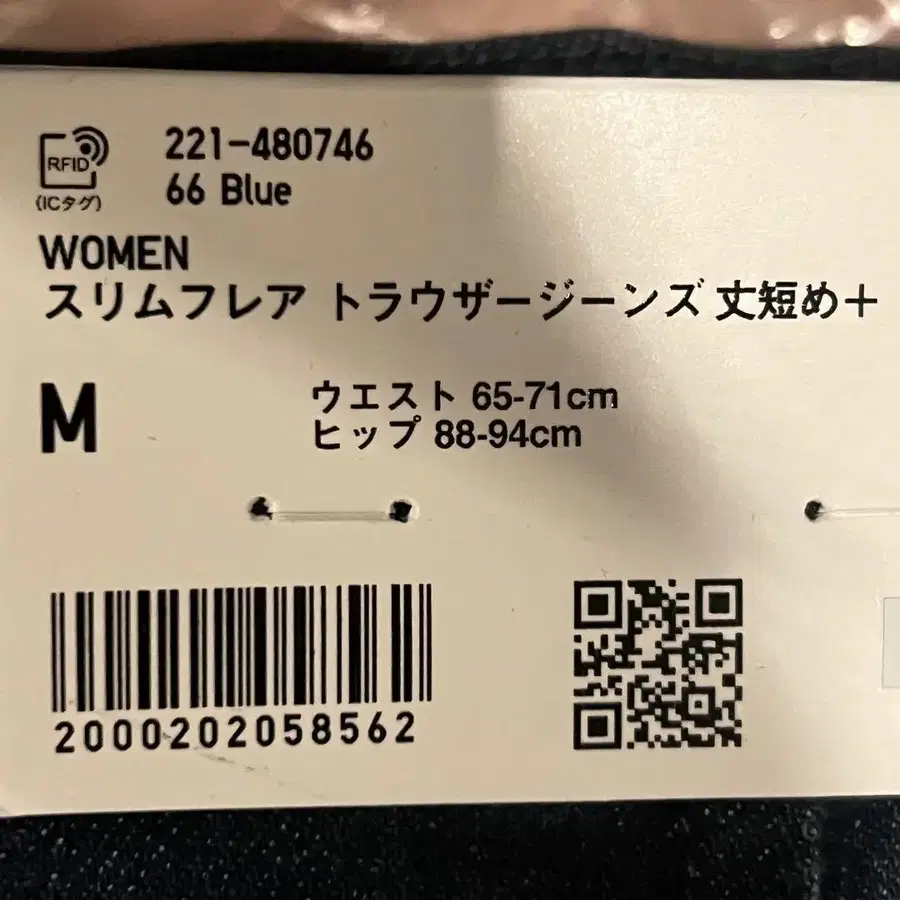 221-480746
RFID
66 Blue
(ICタグ)
WOMEN
スリムフレア トラウザージーンズ 丈短め+
M
ウエスト 65-71cm
ヒップ 88-94cm
2000202058562